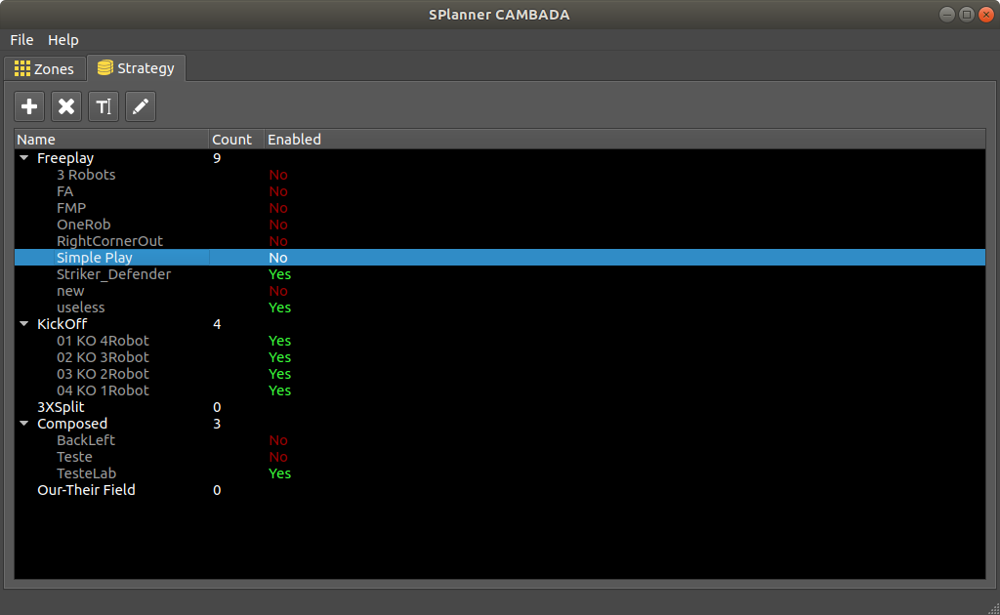 SPlanner CAMBADA
File Help
Zones Strategy
Name Count Enabled
Freeplay 9
3 Robots No
FA No
FMP No
OneRob No
RightCornerOut No
Simple Play No
Striker_Defender Yes
new No
useless Yes
KickOff 4
01 KO 4Robot Yes
02 KO 3Robot Yes
03 KO 2Robot Yes
04 KO 1Robot Yes
3XSplit 0
Composed 3
BackLeft No
Teste No
TesteLab Yes
Our-Their Field 0